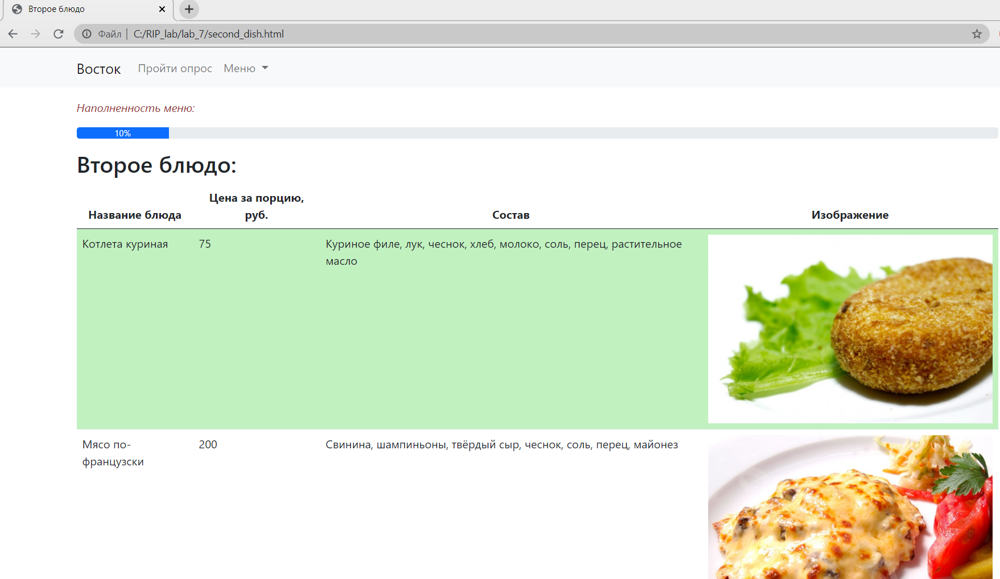 Второе блюдо
Файл | C:/RIP_lab/lab_7/second_dish.html
Восток Пройти опрос Меню
Наполненность меню:
10%
Второе блюдо:
Название блюда
Цена за порцию,
руб.
Состав
Изображение
Котлета куриная
75
Куриное филе, лук, чеснок, хлеб, молоко, соль, перец, растительное
масло
Мясо по-
французски
200
Свинина, шампиньоны, твёрдый сыр, чеснок, соль, перец, майонез